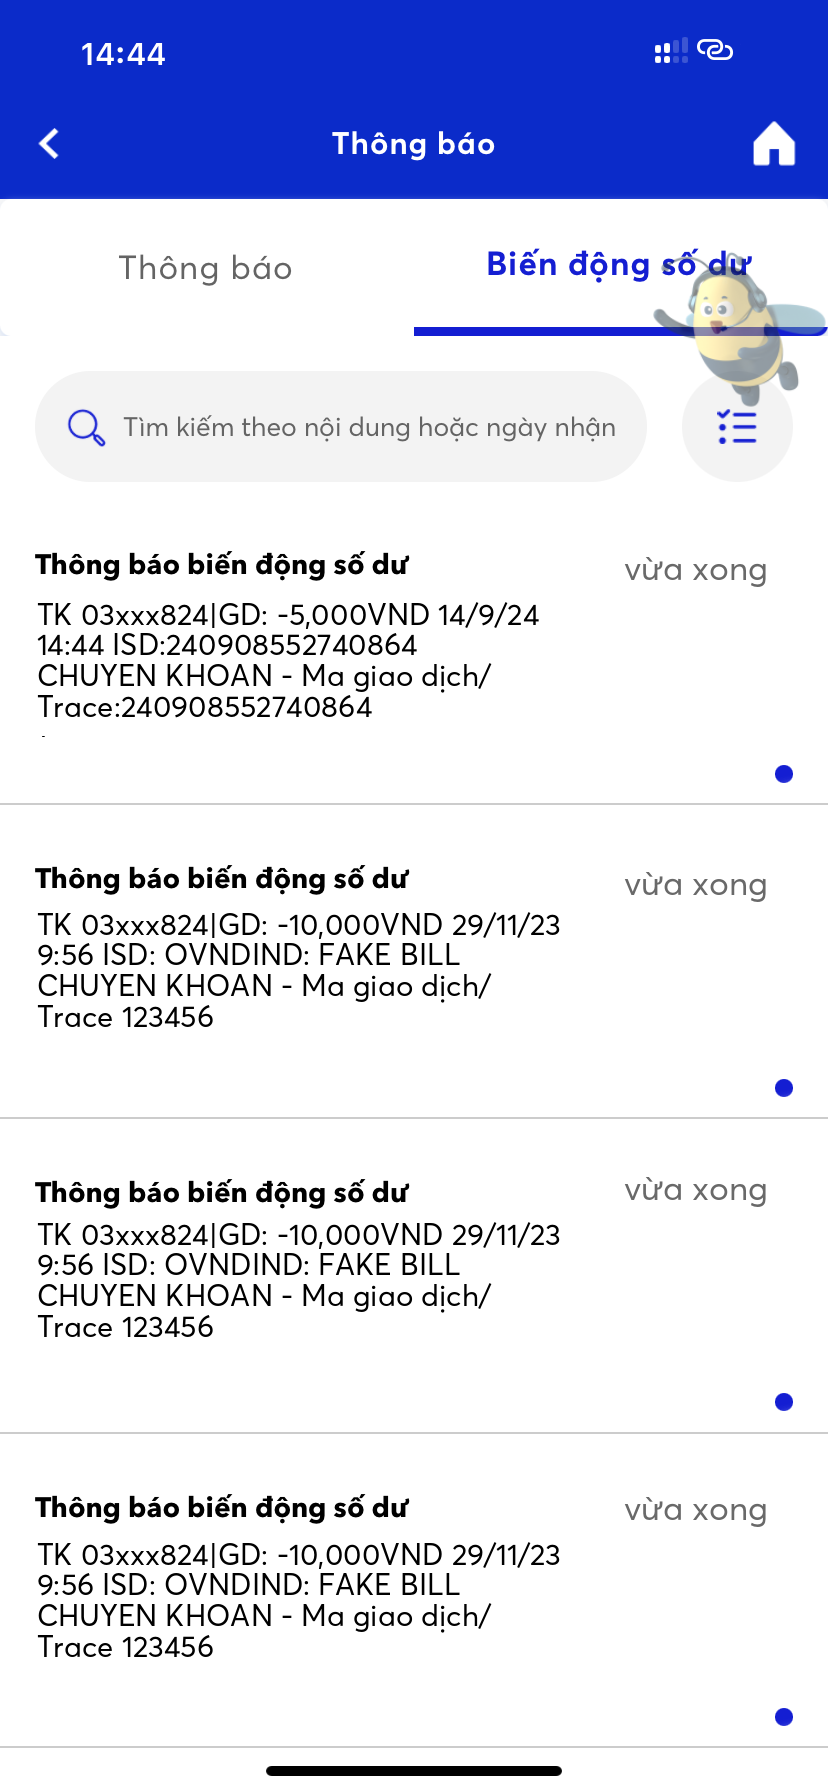 14:44
Thông báo
Thông báo
Biến động số dư
Tìm kiếm theo nội dung hoặc ngày nhận
Thông báo biến động số dư
vừa xong
TK 03xxx824|GD: -5,000VND 14/9/24
14:44 ISD:240908552740864
CHUYEN KHOAN - Ma giao dịch/
Trace:240908552740864
Thông báo biến động số dư
vừa xong
TK 03xxx824|GD: -10,000VND 29/11/23
9:56 ISD: OVNDIND: FAKE BILL
CHUYEN KHOAN - Ma giao dịch/
Trace 123456
Thông báo biến động số dư
vừa xong
TK 03xxx824|GD: -10,000VND 29/11/23
9:56 ISD: OVNDIND: FAKE BILL
CHUYEN KHOAN - Ma giao dịch/
Trace 123456
Thông báo biến động số dư
vừa xong
TK 03xxx824|GD: -10,000VND 29/11/23
9:56 ISD: OVNDIND: FAKE BILL
CHUYEN KHOAN - Ma giao dịch/
Trace 123456